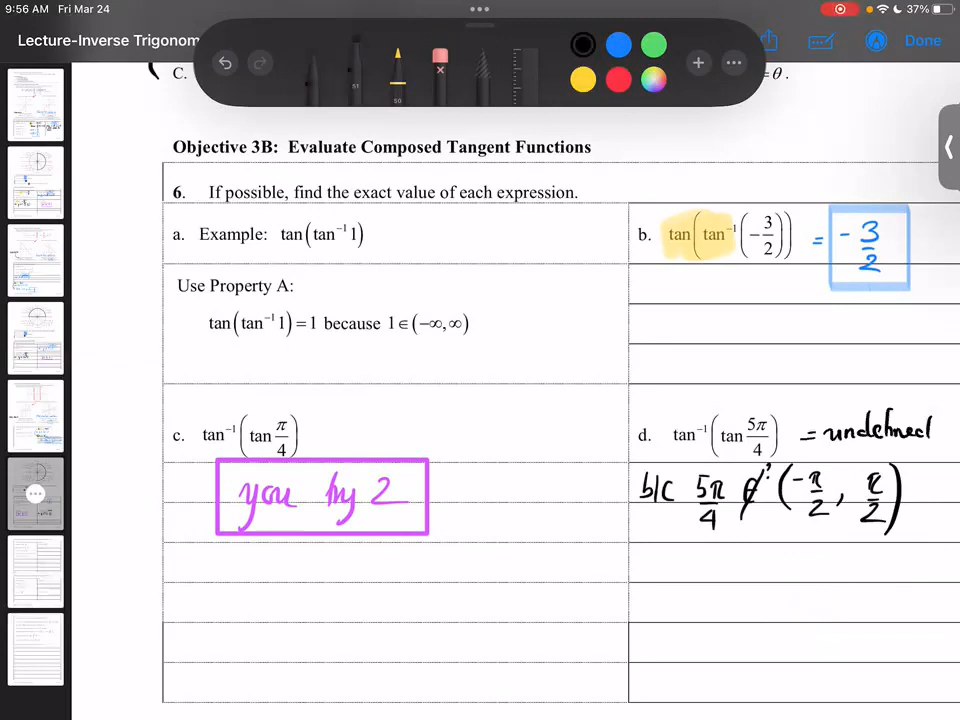 9:56 AM Fri Mar 24
37%
Lecture-Inverse Trigonom
Done
51
50
C.
= θ .
Objective 3B: Evaluate Composed Tangent Functions
6. If possible, find the exact value of each expression.
a. Example: tan(tan⁻¹ 1)
b. tan(tan⁻¹(-3/2)) = -3/2
Use Property A:
tan(tan⁻¹ 1) = 1 because 1 ∈ (-∞, ∞)
c. tan⁻¹(tan π/4)
d. tan⁻¹(tan 5π/4) = undefined
you try 2
b/c 5π/4 ∉ (-π/2, π/2)